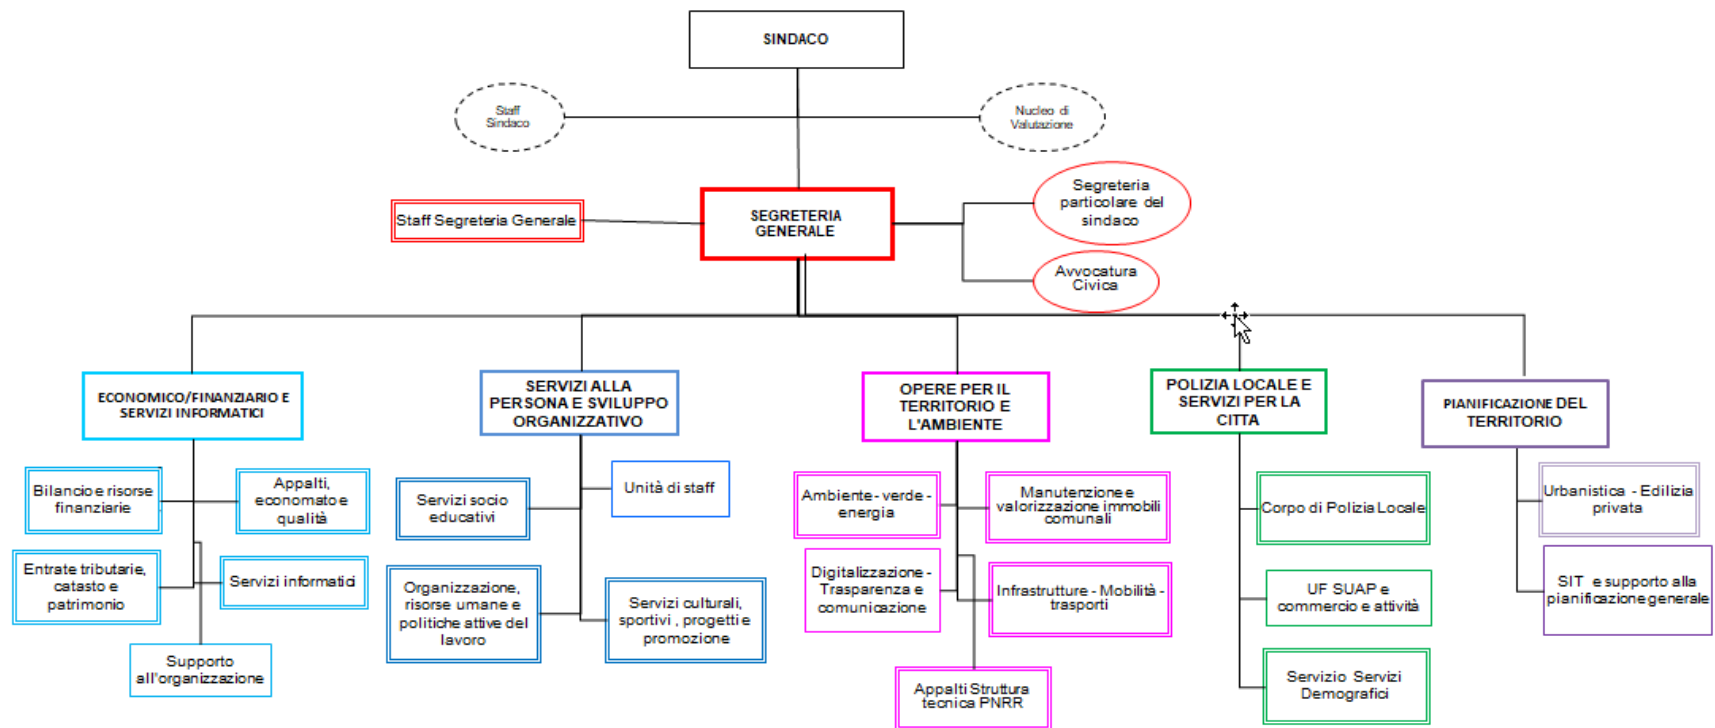 SINDACO
Staff
Sindaco
Nucleo di
Valutazione
Staff Segreteria Generale
SEGRETERIA
GENERALE
Segreteria
particolare del
sindaco
Avvocatura
Civica
ECONOMICO/FINANZIARIO E
SERVIZI INFORMATICI
SERVIZI ALLA
PERSONA E SVILUPPO
ORGANIZZATIVO
OPERE PER IL
TERRITORIO E
L'AMBIENTE
POLIZIA LOCALE E
SERVIZI PER LA
CITTA
PIANIFICAZIONE DEL
TERRITORIO
Bilancio e risorse
finanziarie
Appalti,
economato e
qualità
Entrate tributarie,
catasto e
patrimonio
Servizi informatici
Supporto
all'organizzazione
Servizi socio
educativi
Unità di staff
Organizzazione,
risorse umane e
politiche attive del
lavoro
Servizi culturali,
sportivi , progetti e
promozione
Ambiente - verde -
energia
Manutenzione e
valorizzazione immobili
comunali
Digitalizzazione -
Trasparenza e
comunicazione
Infrastrutture - Mobilità -
trasporti
Appalti Struttura
tecnica PNRR
Corpo di Polizia Locale
UF SUAP e
commercio e attività
Servizio Servizi
Demografici
Urbanistica - Edilizia
privata
SIT e supporto alla
pianificazione generale